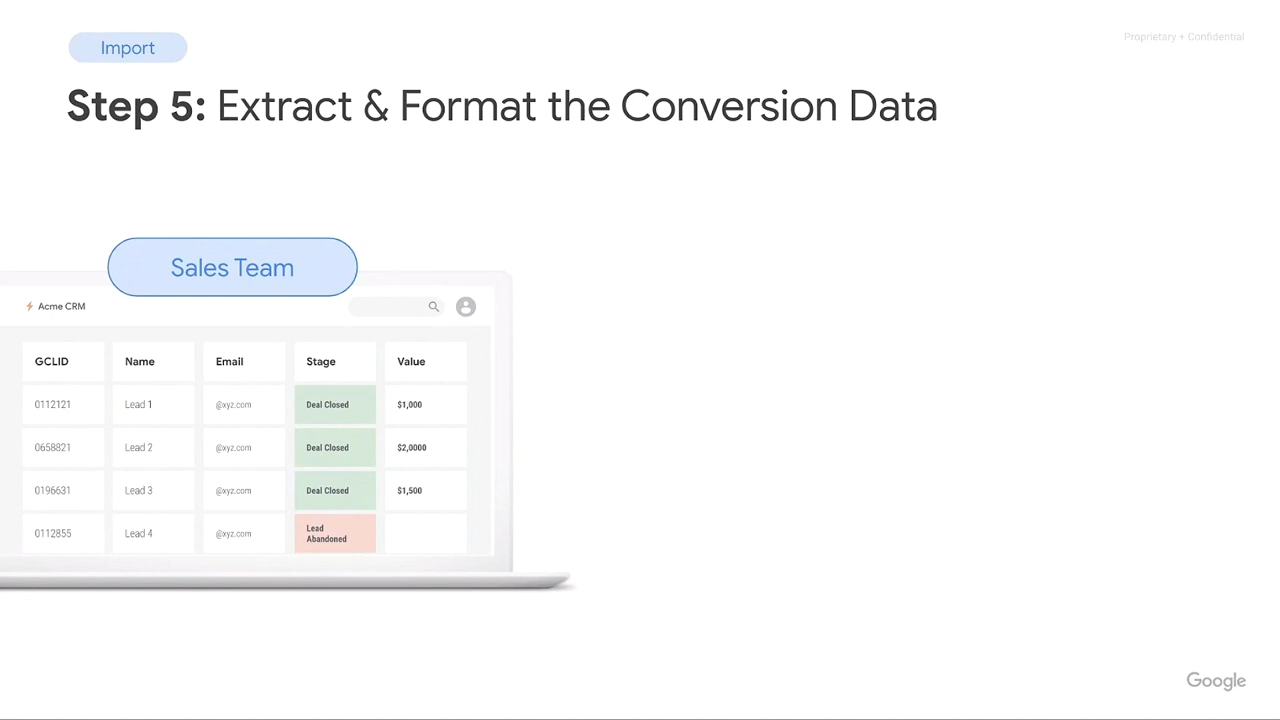 Import
Proprietary + Confidential
Step 5: Extract & Format the Conversion Data
Sales Team
Acme CRM
GCLID Name Email Stage Value
0112121 Lead 1 @xyz.com Deal Closed $1,000
0658821 Lead 2 @xyz.com Deal Closed $2,0000
0196631 Lead 3 @xyz.com Deal Closed $1,500
0112855 Lead 4 @xyz.com Lead
Abandoned
Google